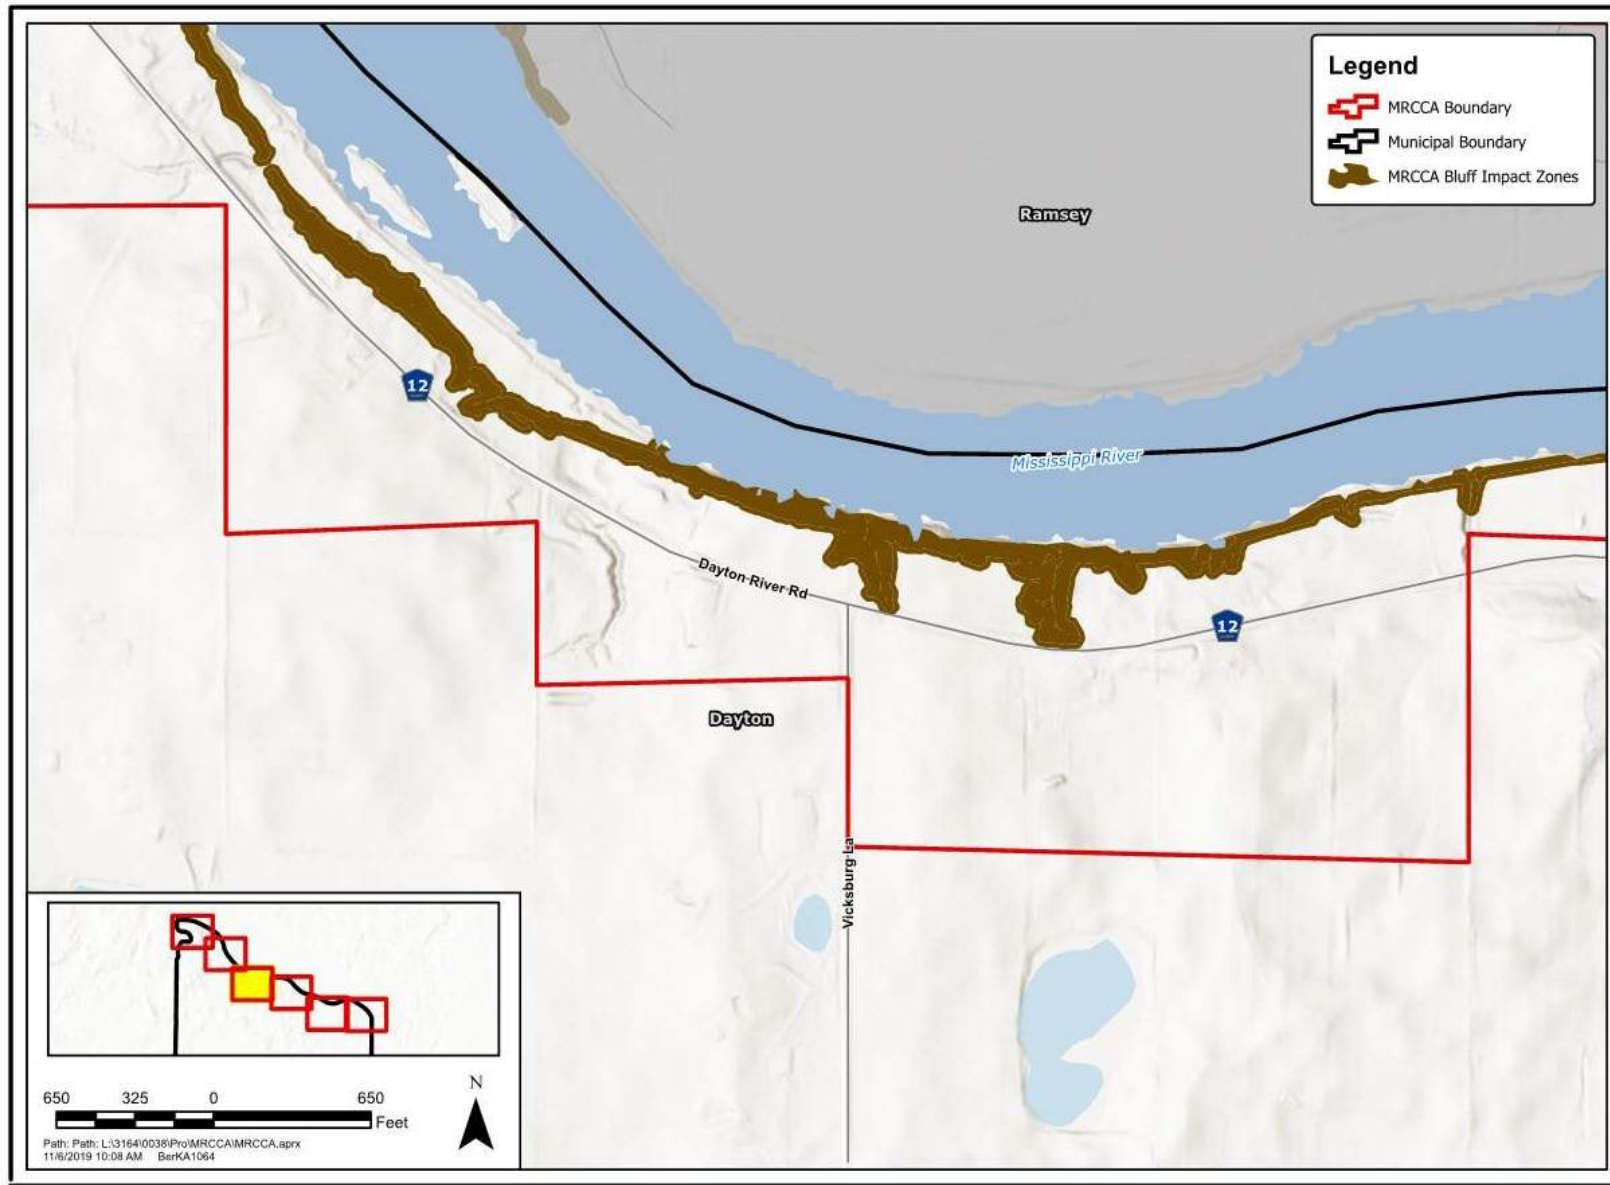 Legend
MRCCA Boundary
Municipal Boundary
MRCCA Bluff Impact Zones
Ramsey
12
Mississippi River
Dayton River Rd
12
Dayton
Vicksburg La
650 325 0 650
Feet
N
Path: Path: L:\3164\0038\Pro\MRCCA\MRCCA.aprx
11/6/2019 10:08 AM BerKA1064